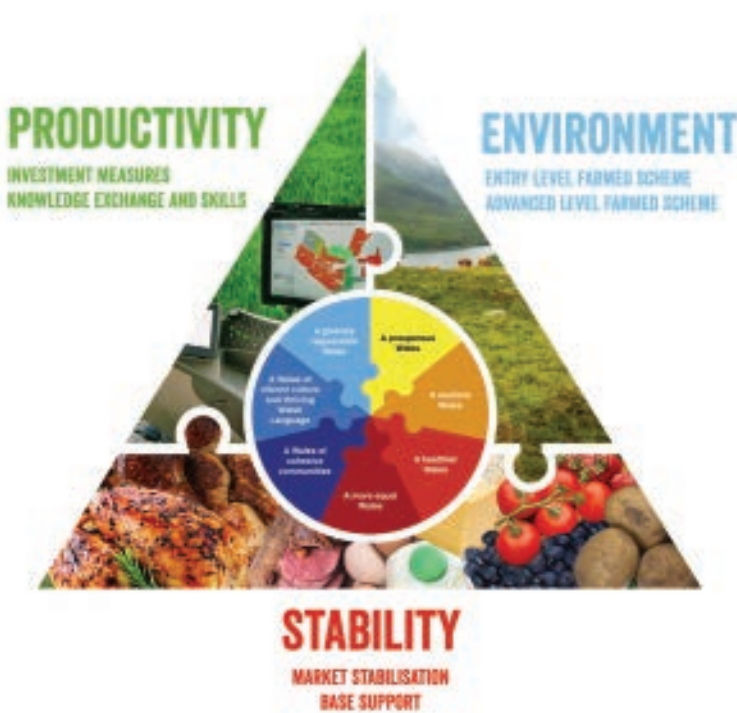 PRODUCTIVITY
INVESTMENT MEASURES
KNOWLEDGE EXCHANGE AND SKILLS
ENVIRONMENT
ENTRY LEVEL FARMED SCHEME
ADVANCED LEVEL FARMED SCHEME
A globally
responsible
Wales
A prosperous
Wales
A Wales of
vibrant culture
and thriving
Welsh
Language
A resilient
Wales
A Wales of
cohesive
communities
A healthier
Wales
A more equal
Wales
STABILITY
MARKET STABILISATION
BASE SUPPORT